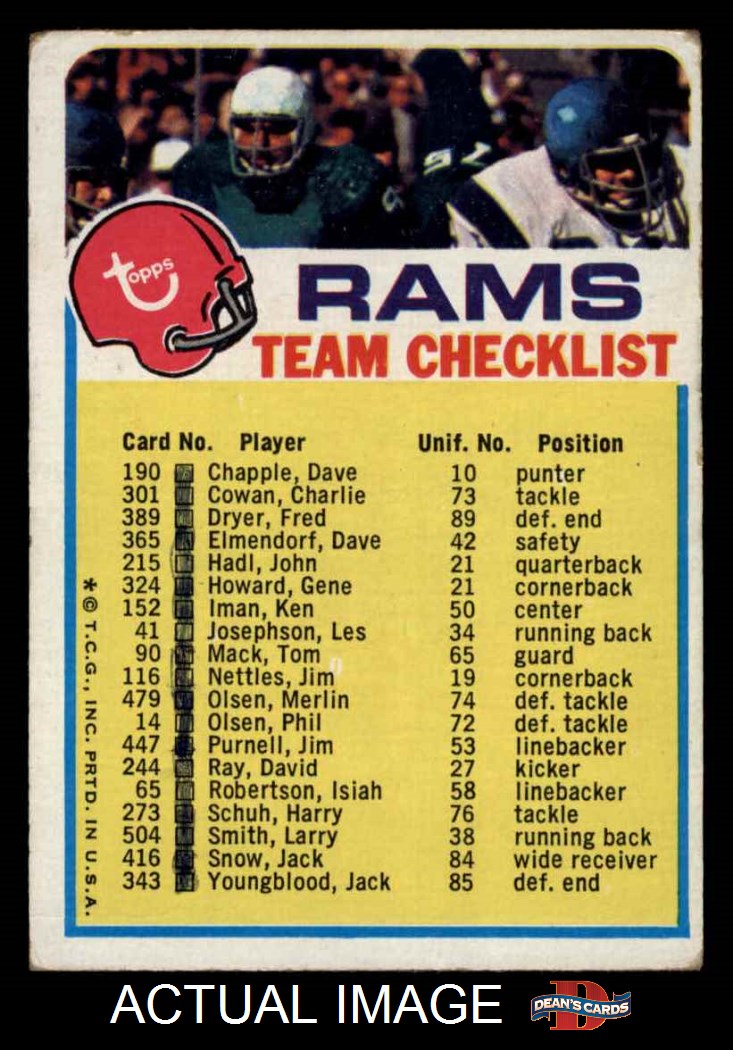 91
topps
RAMS
TEAM CHECKLIST
Card No. Player Unif. No. Position
190 Chapple, Dave 10 punter
301 Cowan, Charlie 73 tackle
389 Dryer, Fred 89 def. end
365 Elmendorf, Dave 42 safety
215 Hadl, John 21 quarterback
324 Howard, Gene 21 cornerback
152 Iman, Ken 50 center
41 Josephson, Les 34 running back
90 Mack, Tom 65 guard
116 Nettles, Jim 19 cornerback
479 Olsen, Merlin 74 def. tackle
14 Olsen, Phil 72 def. tackle
447 Purnell, Jim 53 linebacker
244 Ray, David 27 kicker
65 Robertson, Isiah 58 linebacker
273 Schuh, Harry 76 tackle
504 Smith, Larry 38 running back
416 Snow, Jack 84 wide receiver
343 Youngblood, Jack 85 def. end
* © T.C.G., INC. PRTD. IN U.S.A.
ACTUAL IMAGE
D
DEAN'S CARDS